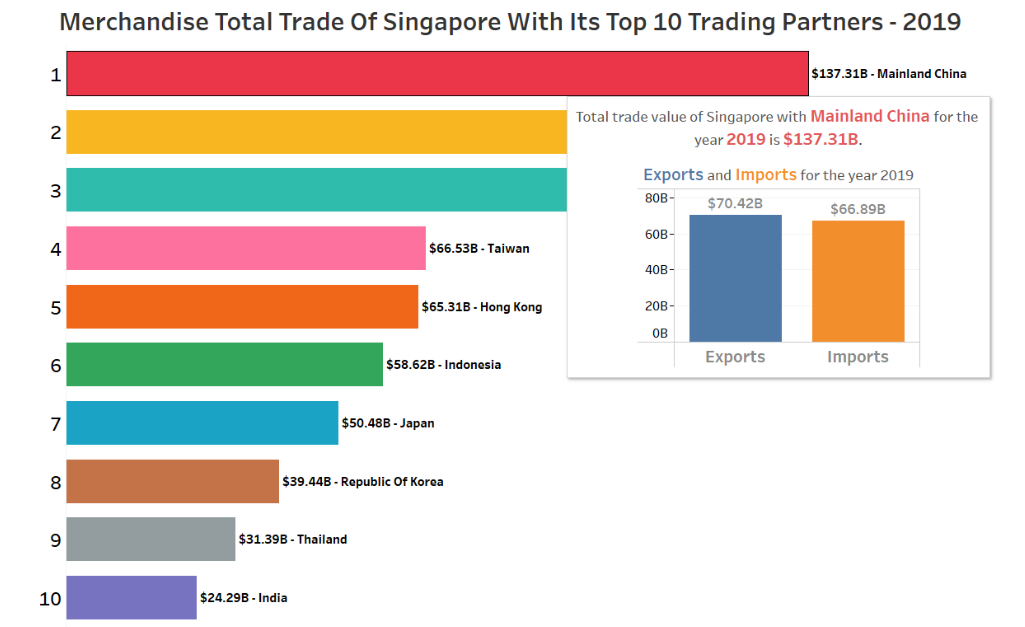 Merchandise Total Trade Of Singapore With Its Top 10 Trading Partners - 2019
1
$137.31B - Mainland China
2
3
4
$66.53B - Taiwan
5
$65.31B - Hong Kong
6
$58.62B - Indonesia
7
$50.48B - Japan
8
$39.44B - Republic Of Korea
9
$31.39B - Thailand
10
$24.29B - India
Total trade value of Singapore with Mainland China for the
year 2019 is $137.31B.
Exports and Imports for the year 2019
80B
60B
40B
20B
0B
$70.42B
$66.89B
Exports
Imports